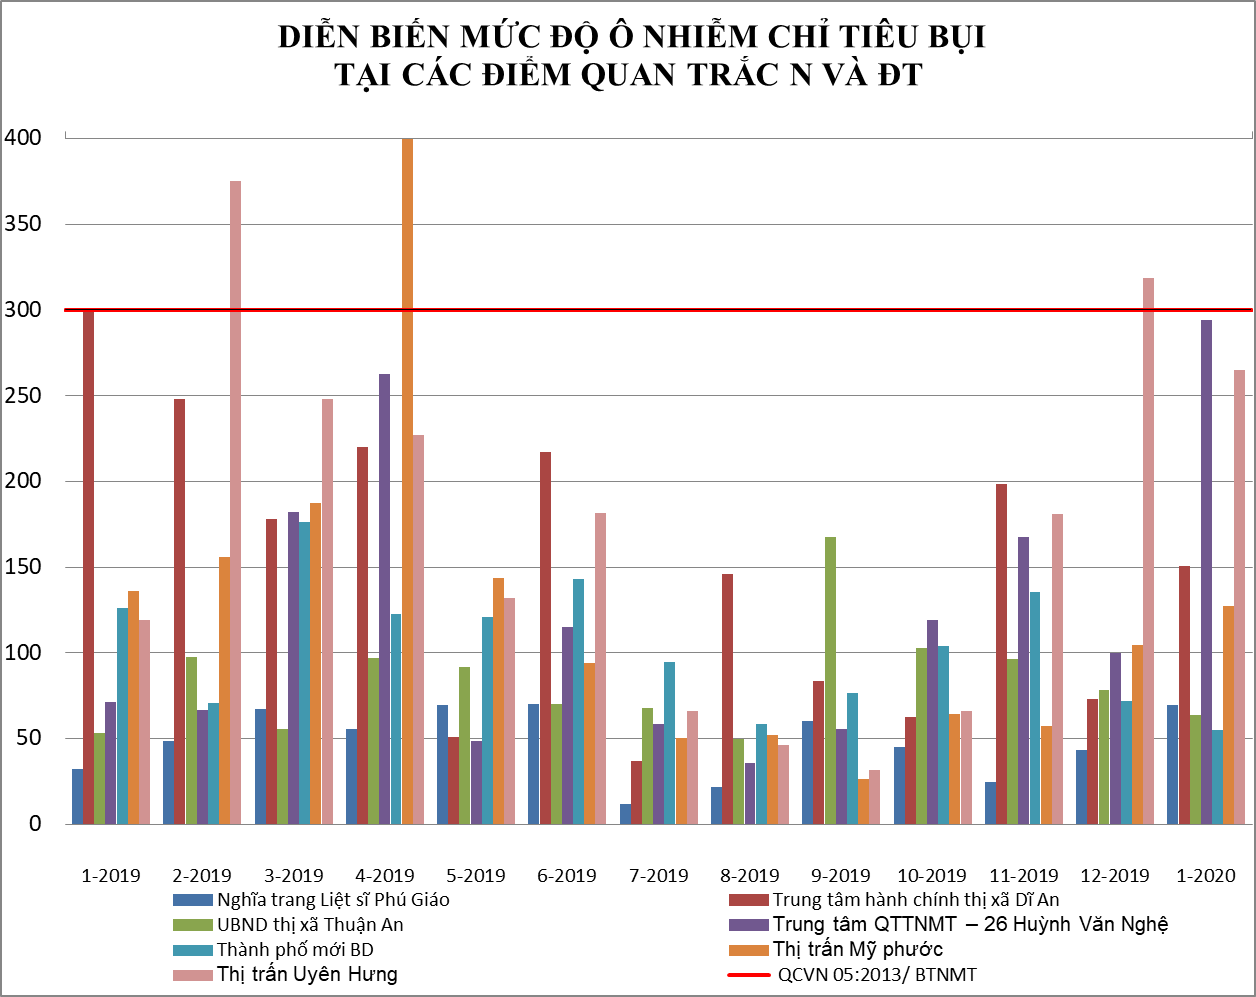 DIỄN BIẾN MỨC ĐỘ Ô NHIỄM CHỈ TIÊU BỤI
TẠI CÁC ĐIỂM QUAN TRẮC N VÀ ĐT
400
350
300
250
200
150
100
50
0
1-2019 2-2019 3-2019 4-2019 5-2019 6-2019 7-2019 8-2019 9-2019 10-2019 11-2019 12-2019 1-2020
Nghĩa trang Liệt sĩ Phú Giáo
Trung tâm hành chính thị xã Dĩ An
UBND thị xã Thuận An
Trung tâm QTTNMT – 26 Huỳnh Văn Nghệ
Thành phố mới BD
Thị trấn Mỹ phước
Thị trấn Uyên Hưng
QCVN 05:2013/ BTNMT